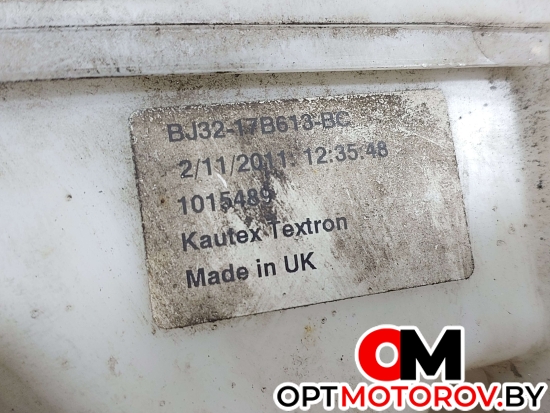 BJ32-17B613-BC
2/11/2011 12:35:48
1015489
Kautex Textron
Made in UK
OM
OPTMOTOROV.BY